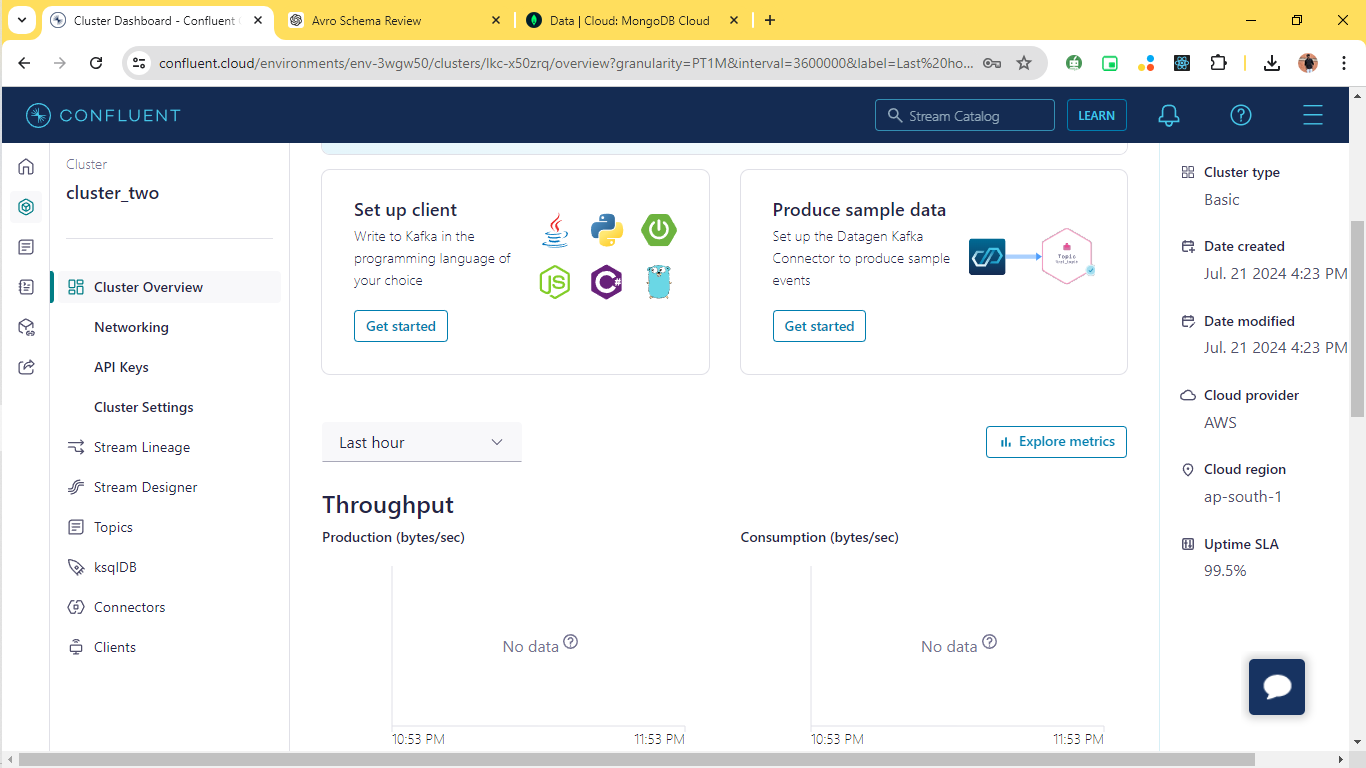 Cluster Dashboard - Confluent
Avro Schema Review
Data | Cloud: MongoDB Cloud
confluent.cloud/environments/env-3wgw50/clusters/lkc-x50zrq/overview?granularity=PT1M&interval=3600000&label=Last%20ho...
CONFLUENT
Stream Catalog
LEARN
Cluster
cluster_two
Cluster Overview
Networking
API Keys
Cluster Settings
Stream Lineage
Stream Designer
Topics
ksqlDB
Connectors
Clients
Set up client
Write to Kafka in the
programming language of
your choice
Get started
Produce sample data
Set up the Datagen Kafka
Connector to produce sample
events
Topic
Get started
Last hour
Explore metrics
Throughput
Production (bytes/sec)
No data
10:53 PM 11:53 PM
Consumption (bytes/sec)
No data
10:53 PM 11:53 PM
Cluster type
Basic
Date created
Jul. 21 2024 4:23 PM
Date modified
Jul. 21 2024 4:23 PM
Cloud provider
AWS
Cloud region
ap-south-1
Uptime SLA
99.5%